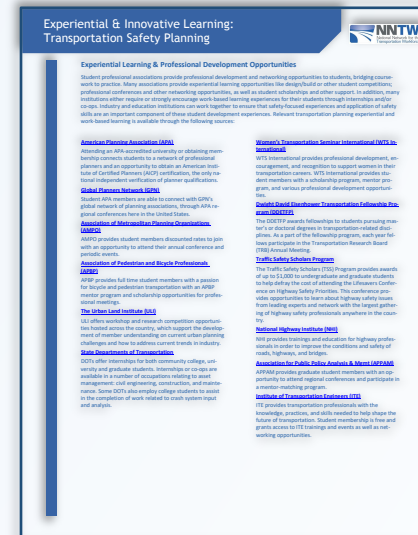 Experiential & Innovative Learning:
Transportation Safety Planning
NNTW
Experiential Learning & Professional Development Opportunities
Student professional associations provide professional development and networking opportunities to students, bridging course-
work to practice. Many associations provide experiential learning opportunities like design/build or other student competitions;
professional conferences and other networking opportunities, as well as student scholarships and other support. In addition, many
institutions either require or strongly encourage work-based learning experiences for their students through internships and/or
co-ops. Industry and education institutions can work together to ensure that safety-focused experiences and application of safety
skills are an important component of these student development experiences. Relevant transportation planning experiential and
work-based learning is available through the following sources:
American Planning Association (APA)
Attending an APA-accredited university or obtaining mem-
bership connects students to a network of professional
planners and an opportunity to obtain an American Insti-
tute of Certified Planners (AICP) certification, the only na-
tional independent verification of planner qualifications.
Global Planners Network (GPN)
Student APA members are able to connect with GPN's
global network of planning associations, through APA re-
gional conferences here in the United States.
Association of Metropolitan Planning Organizations
(AMPO)
AMPO provides student members discounted rates to join
with an opportunity to attend their annual conference and
periodic events.
Association of Pedestrian and Bicycle Professionals
(APBP)
APBP provides full time student members with a passion
for bicycle and pedestrian transportation with an APBP
mentor program and scholarship opportunities for profes-
sional meetings.
The Urban Land Institute (ULI)
ULI offers workshop and research competition opportuni-
ties hosted across the country, which support the develop-
ment of member understanding on current urban planning
challenges and how to address current trends in industry.
State Departments of Transportation
DOTs offer internships for both community college, uni-
versity and graduate students. Internships or co-ops are
available in a number of occupations relating to asset
management: civil engineering, construction, and mainte-
nance. Some DOTs also employ college students to assist
in the completion of work related to crash system input
and analysis.
Women's Transportation Seminar International (WTS In-
ternational)
WTS International provides professional development, en-
couragement, and recognition to support women in their
transportation careers. WTS International provides stu-
dent members with a scholarship program, mentor pro-
gram, and various professional development opportuni-
ties.
Dwight David Eisenhower Transportation Fellowship Pro-
gram (DDETFP)
The DDETFP awards fellowships to students pursuing mas-
ter's or doctoral degrees in transportation-related disci-
plines. As a part of the fellowship program, each year fel-
lows participate in the Transportation Research Board
(TRB) Annual Meeting.
Traffic Safety Scholars Program
The Traffic Safety Scholars (TSS) Program provides awards
of up to $1,000 to undergraduate and graduate students
to help defray the cost of attending the Lifesavers Confer-
ence on Highway Safety Priorities. This conference pro-
vides opportunities to learn about highway safety issues
from leading experts and network with the largest gather-
ing of highway safety professionals anywhere in the coun-
try.
National Highway Institute (NHI)
NHI provides trainings and education for highway profes-
sionals in order to improve the conditions and safety of
roads, highways, and bridges.
Association for Public Policy Analysis & Mgmt (APPAM)
APPAM provides graduate student members with an op-
portunity to attend regional conferences and participate in
a mentor-matching program.
Institute of Transportation Engineers (ITE)
ITE provides transportation professionals with the
knowledge, practices, and skills needed to help shape the
future of transportation. Student membership is free and
grants access to ITE trainings and events as well as net-
working opportunities.